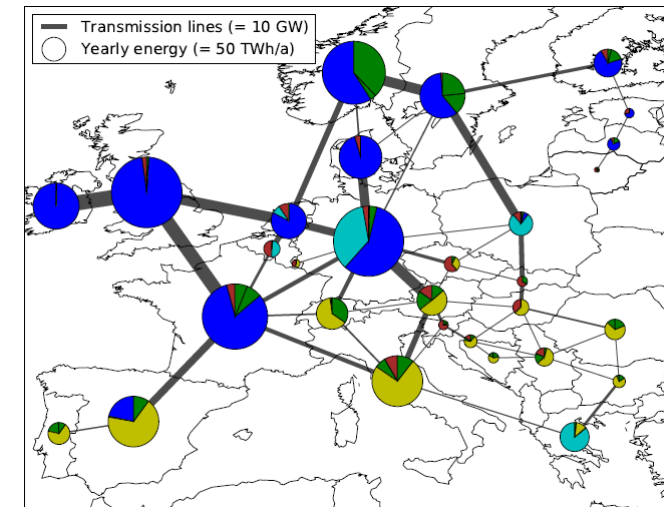 Transmission lines (= 10 GW)
Yearly energy (= 50 TWh/a)